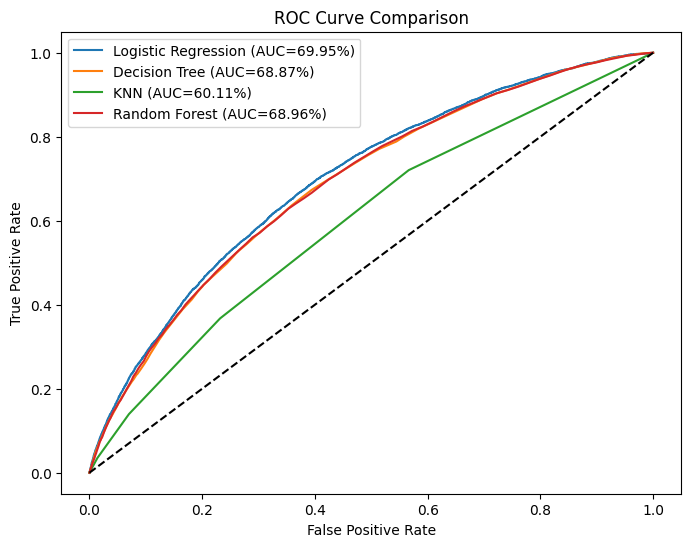 ROC Curve Comparison
Logistic Regression (AUC=69.95%)
Decision Tree (AUC=68.87%)
KNN (AUC=60.11%)
Random Forest (AUC=68.96%)
True Positive Rate
1.0
0.8
0.6
0.4
0.2
0.0
0.0 0.2 0.4 0.6 0.8 1.0
False Positive Rate